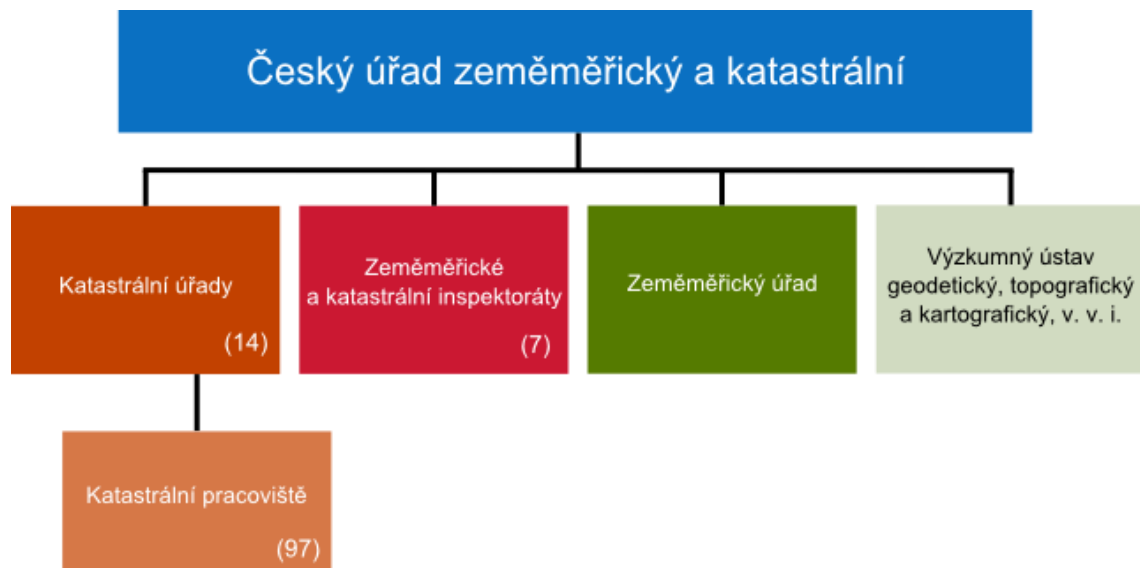 Český úřad zeměměřický a katastrální
Katastrální úřady
(14)
Zeměměřické
a katastrální inspektoráty
(7)
Zeměměřický úřad
Výzkumný ústav
geodetický, topografický
a kartografický, v. v. i.
Katastrální pracoviště
(97)